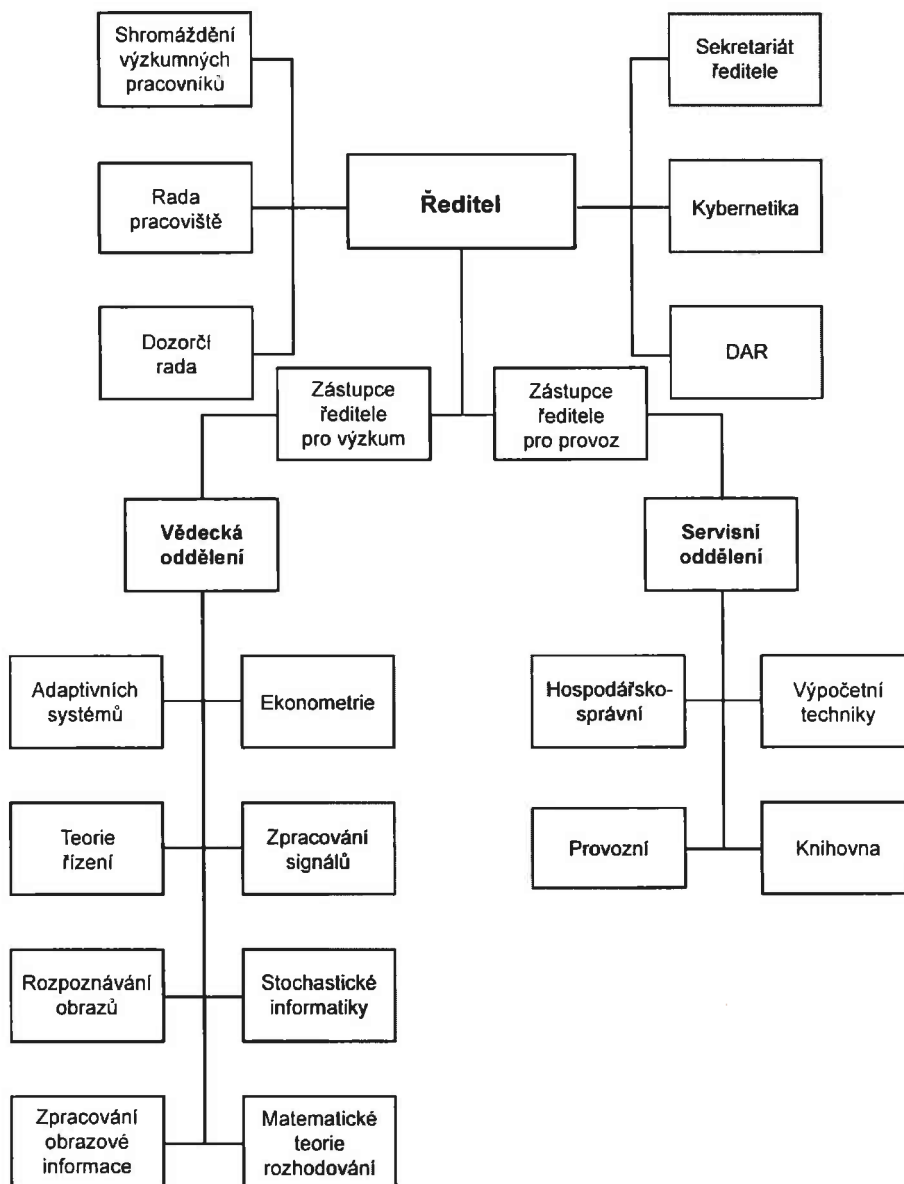 Shromáždění
výzkumných
pracovníků
Sekretariát
ředitele
Ředitel
Rada
pracoviště
Kybernetika
Dozorčí
rada
DAR
Zástupce
ředitele
pro výzkum
Zástupce
ředitele
pro provoz
Vědecká
oddělení
Servisní
oddělení
Adaptivních
systémů
Ekonometrie
Hospodářsko-
správní
Výpočetní
techniky
Teorie
řízení
Zpracování
signálů
Provozní
Knihovna
Rozpoznávání
obrazů
Stochastické
informatiky
Zpracování
obrazové
informace
Matematické
teorie
rozhodování